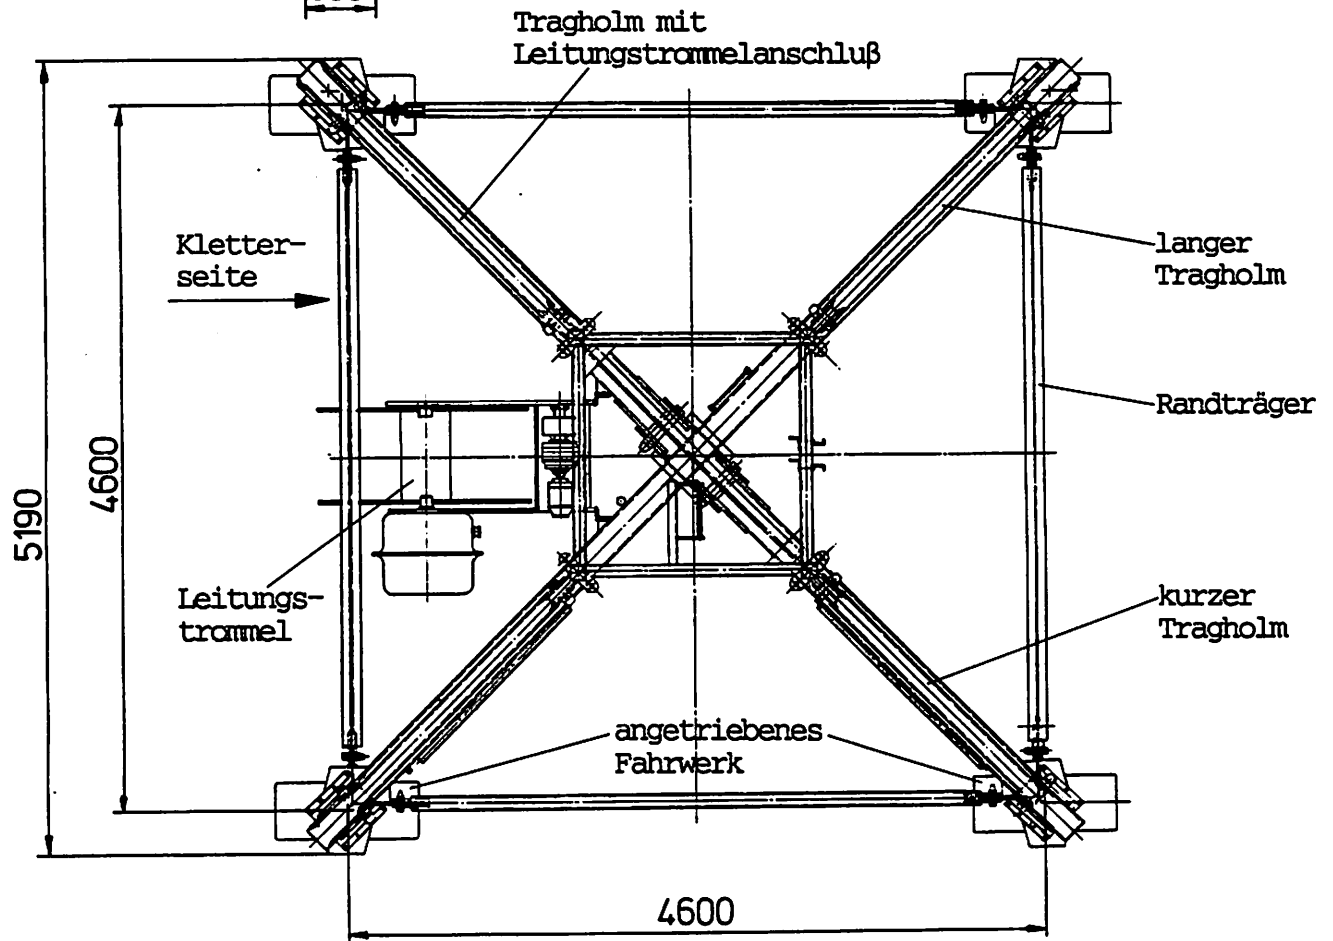 Tragholm mit
Leitungstrommelanschluß
Kletter-
seite
langer
Tragholm
Randträger
4600
5190
Leitungs-
trommel
kurzer
Tragholm
angetriebenes
Fahrwerk
4600